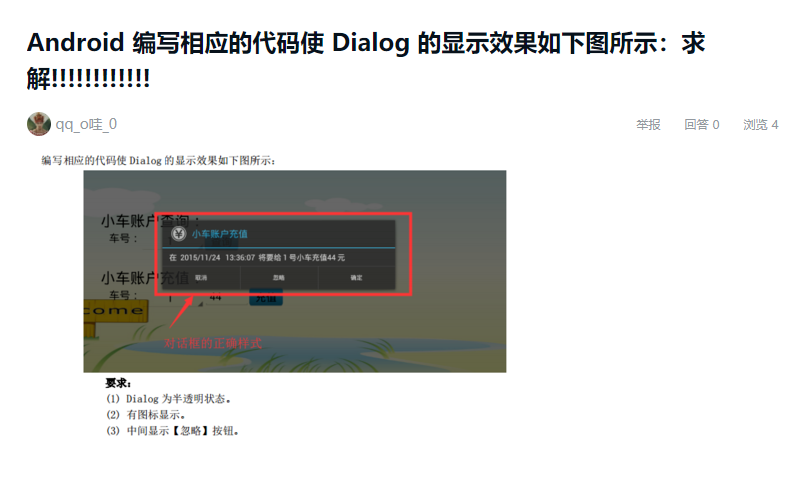 Android 编写相应的代码使 Dialog 的显示效果如下图所示：求
解!!!!!!!!!!!!
qq_o哇_0
举报 回答 0 浏览 4
编写相应的代码使 Dialog 的显示效果如下图所示：
小车账户查询：
车号：
小车账户充值
在 2015/11/24 13:36:07 将要给 1 号小车充值44 元
取消 忽略 确定
小车账户充值
车号： 1 44 充值
come
对话框的正确样式
要求：
(1) Dialog 为半透明状态。
(2) 有图标显示。
(3) 中间显示【忽略】按钮。